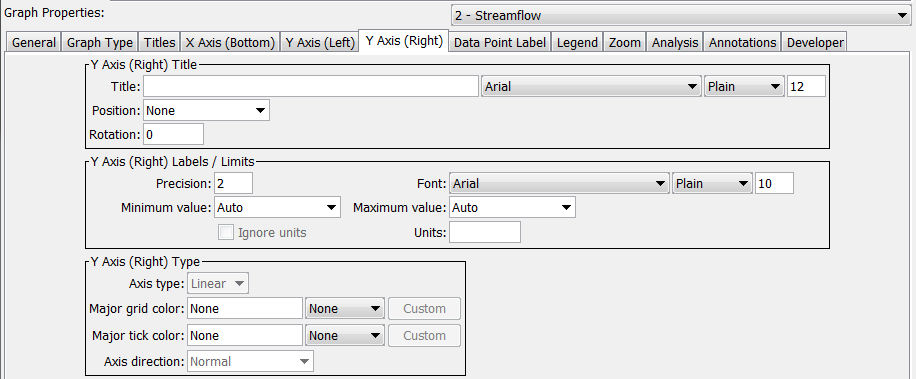 Graph Properties: 2 - Streamflow
General Graph Type Titles X Axis (Bottom) Y Axis (Left) Y Axis (Right) Data Point Label Legend Zoom Analysis Annotations Developer
Y Axis (Right) Title
Title: Arial Plain 12
Position: None
Rotation: 0
Y Axis (Right) Labels / Limits
Precision: 2 Font: Arial Plain 10
Minimum value: Auto Maximum value: Auto
Ignore units Units:
Y Axis (Right) Type
Axis type: Linear
Major grid color: None None Custom
Major tick color: None None Custom
Axis direction: Normal